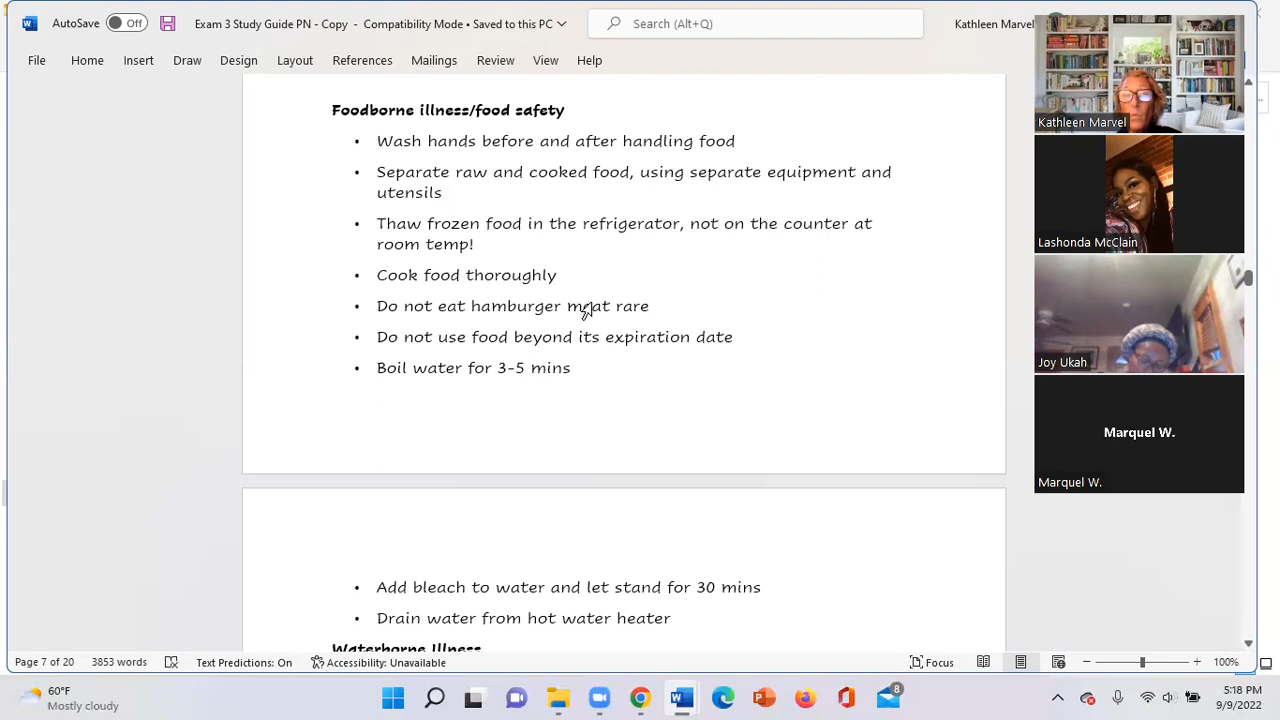 AutoSave Off Exam 3 Study Guide PN - Copy - Compatibility Mode • Saved to this PC Search (Alt+Q) Kathleen Marvel
File Home Insert Draw Design Layout References Mailings Review View Help
Foodborne illness/food safety
• Wash hands before and after handling food
• Separate raw and cooked food, using separate equipment and
utensils
• Thaw frozen food in the refrigerator, not on the counter at
room temp!
• Cook food thoroughly
• Do not eat hamburger meat rare
• Do not use food beyond its expiration date
• Boil water for 3-5 mins
• Add bleach to water and let stand for 30 mins
• Drain water from hot water heater
Waterborne Illness
Kathleen Marvel
Lashonda McClain
Joy Ukah
Marquel W.
Marquel W.
Page 7 of 20 3853 words Text Predictions: On Accessibility: Unavailable Focus 100%
60°F
Mostly cloudy
8
5:18 PM
9/9/2022